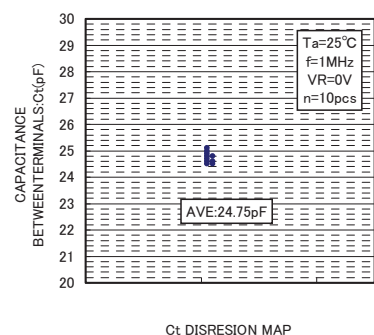 30
29
28
27
26
25
24
23
22
21
20
CAPACITANCE
BETWEENTERMINALS:Ct(pF)
Ta=25℃
f=1MHz
VR=0V
n=10pcs
AVE:24.75pF
Ct DISRESION MAP